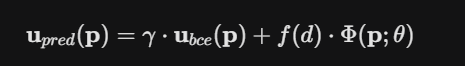 u_pred(p) = γ · u_bce(p) + f(d) · Φ(p; θ)